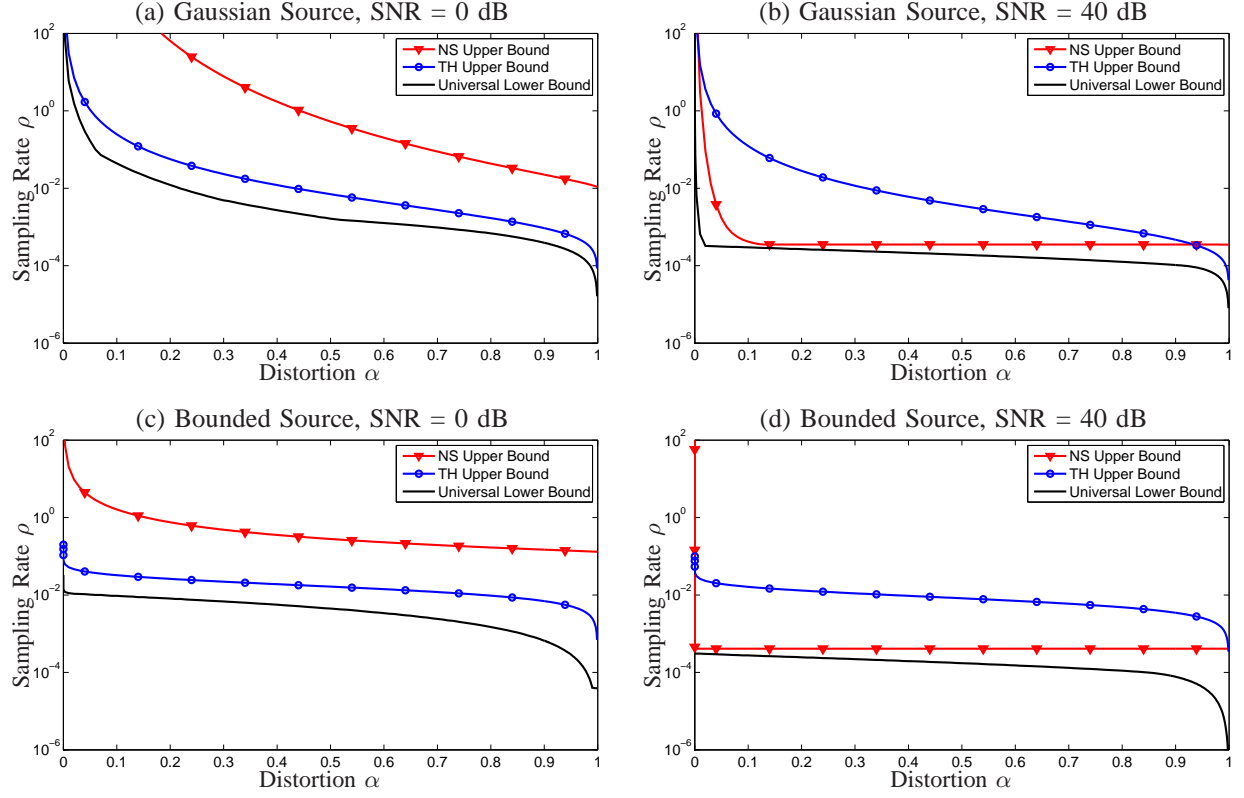 (a) Gaussian Source, SNR = 0 dB
Sampling Rate ρ
10^2
10^0
10^−2
10^−4
10^−6
NS Upper Bound
TH Upper Bound
Universal Lower Bound
0 0.1 0.2 0.3 0.4 0.5 0.6 0.7 0.8 0.9 1
Distortion α
(b) Gaussian Source, SNR = 40 dB
Sampling Rate ρ
10^2
10^0
10^−2
10^−4
10^−6
NS Upper Bound
TH Upper Bound
Universal Lower Bound
0 0.1 0.2 0.3 0.4 0.5 0.6 0.7 0.8 0.9 1
Distortion α
(c) Bounded Source, SNR = 0 dB
Sampling Rate ρ
10^2
10^0
10^−2
10^−4
10^−6
NS Upper Bound
TH Upper Bound
Universal Lower Bound
0 0.1 0.2 0.3 0.4 0.5 0.6 0.7 0.8 0.9 1
Distortion α
(d) Bounded Source, SNR = 40 dB
Sampling Rate ρ
10^2
10^0
10^−2
10^−4
10^−6
NS Upper Bound
TH Upper Bound
Universal Lower Bound
0 0.1 0.2 0.3 0.4 0.5 0.6 0.7 0.8 0.9 1
Distortion α